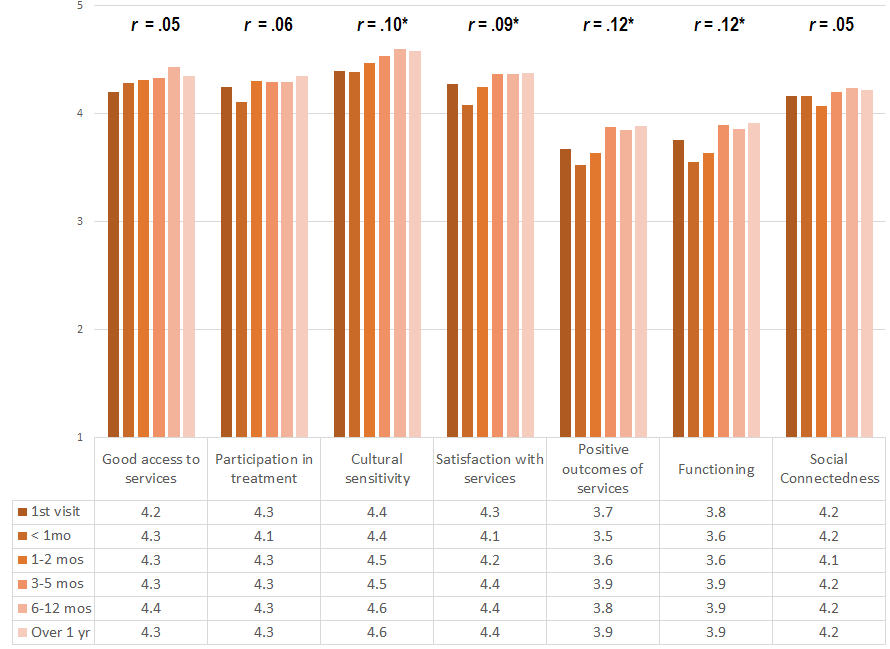 5
r = .05 r = .06 r = .10* r = .09* r = .12* r = .12* r = .05
4
3
2
1
Good access to services Participation in treatment Cultural sensitivity Satisfaction with services Positive outcomes of services Functioning Social Connectedness
1st visit 4.2 4.3 4.4 4.3 3.7 3.8 4.2
< 1mo 4.3 4.1 4.4 4.1 3.5 3.6 4.2
1-2 mos 4.3 4.3 4.5 4.2 3.6 3.6 4.1
3-5 mos 4.3 4.3 4.5 4.4 3.9 3.9 4.2
6-12 mos 4.4 4.3 4.6 4.4 3.8 3.9 4.2
Over 1 yr 4.3 4.3 4.6 4.4 3.9 3.9 4.2